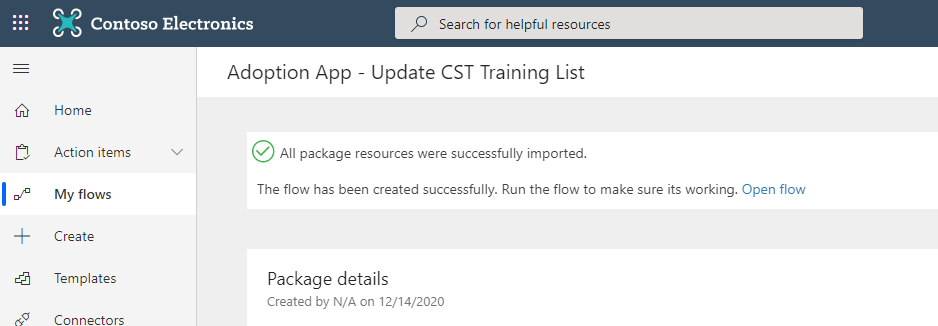 Contoso Electronics
Search for helpful resources
Adoption App - Update CST Training List
Home
Action items
My flows
Create
Templates
Connectors
All package resources were successfully imported.
The flow has been created successfully. Run the flow to make sure its working. Open flow
Package details
Created by N/A on 12/14/2020